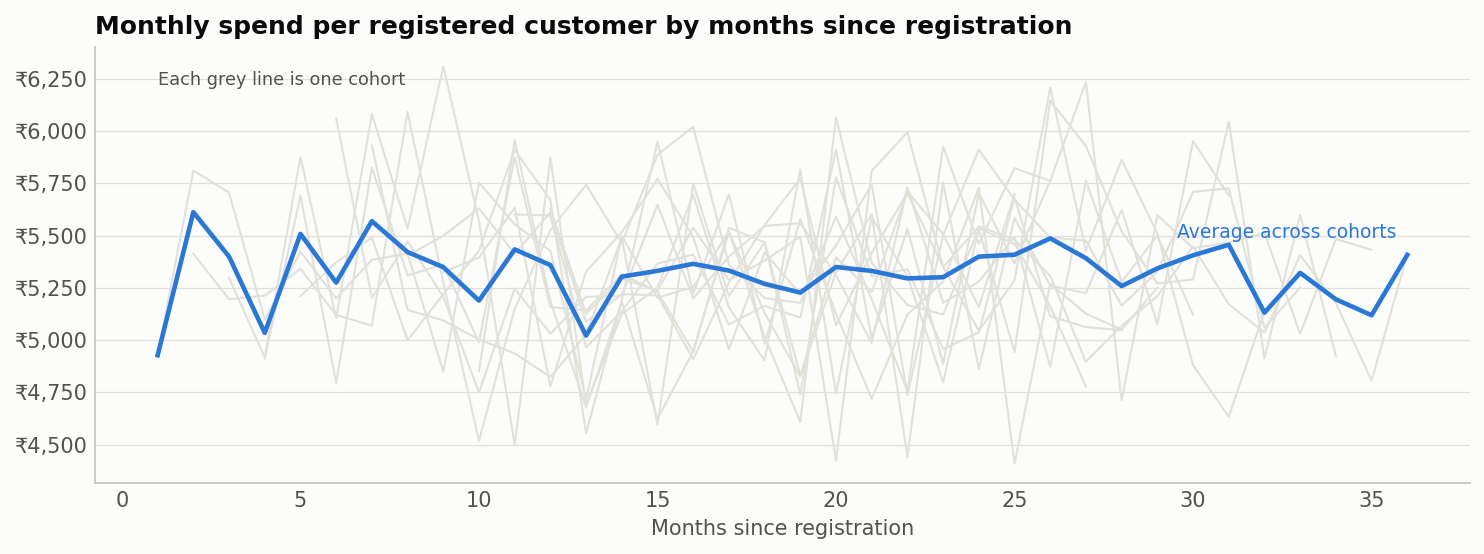 Monthly spend per registered customer by months since registration
₹6,250
Each grey line is one cohort
₹6,000
₹5,750
₹5,500
Average across cohorts
₹5,250
₹5,000
₹4,750
₹4,500
0 5 10 15 20 25 30 35
Months since registration